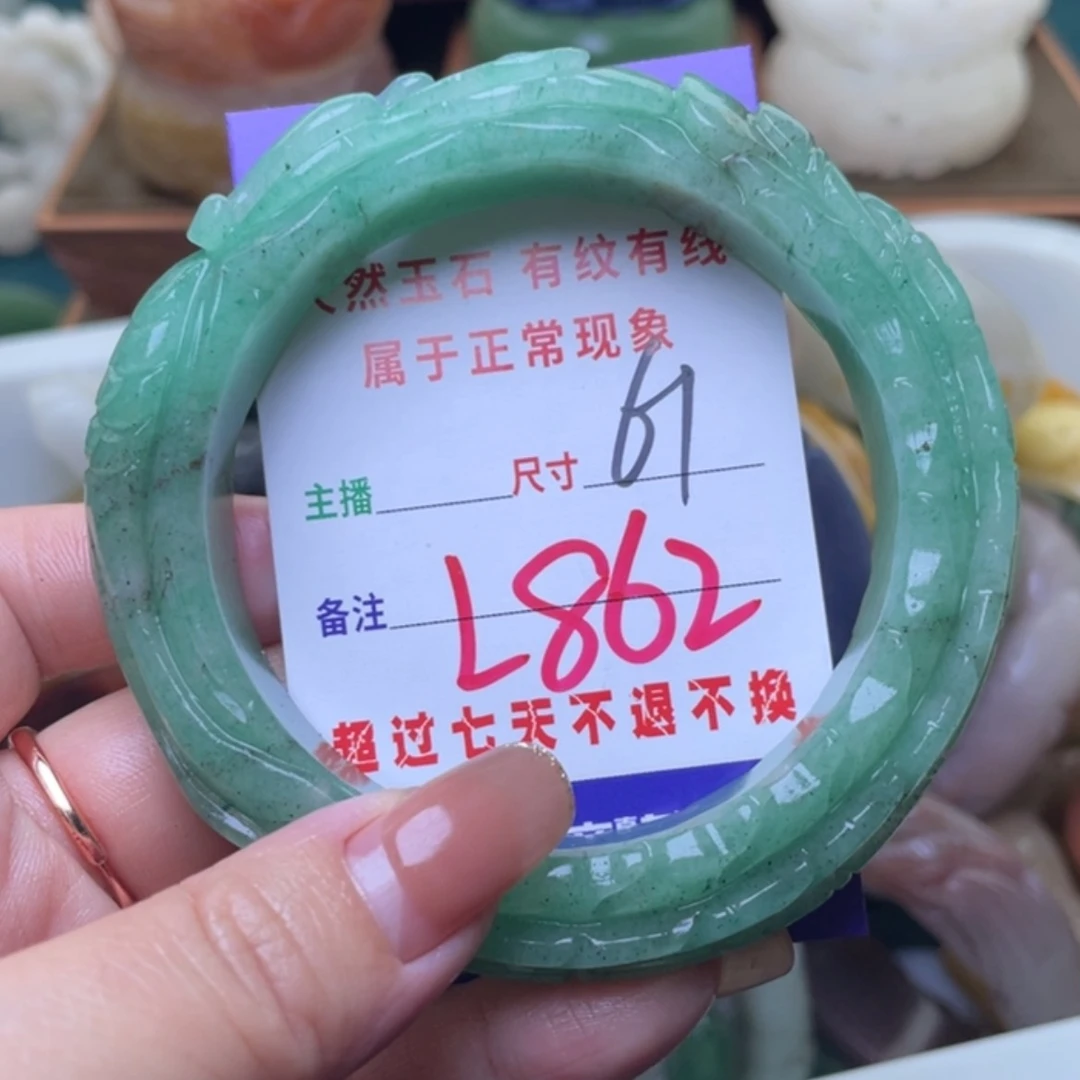 然玉石 有纹有线
属于正常现象
主播 尺寸 61
备注 L862
超过七天不退不换